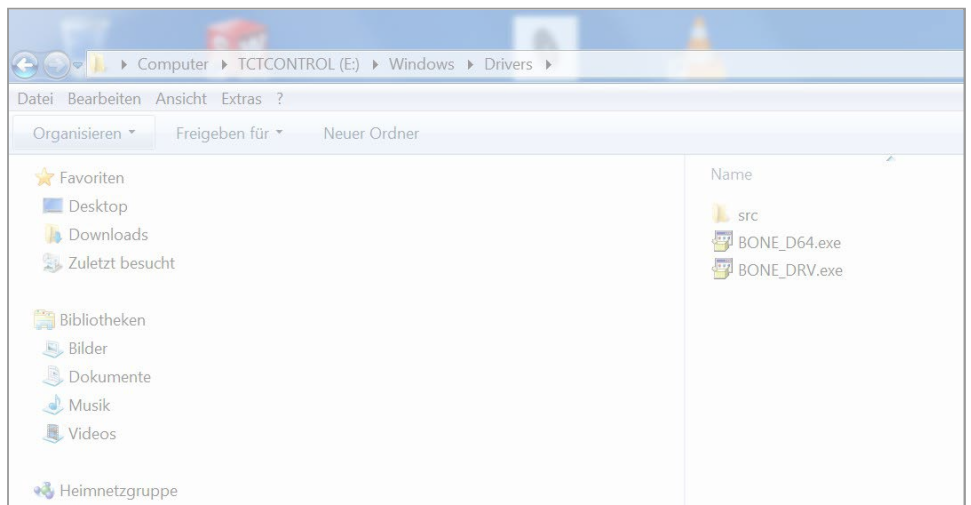 Computer ▸ TCTCONTROL (E:) ▸ Windows ▸ Drivers ▸
Datei Bearbeiten Ansicht Extras ?
Organisieren Freigeben für Neuer Ordner
Favoriten
Desktop
Downloads
Zuletzt besucht
Bibliotheken
Bilder
Dokumente
Musik
Videos
Heimnetzgruppe
Name
src
BONE_D64.exe
BONE_DRV.exe